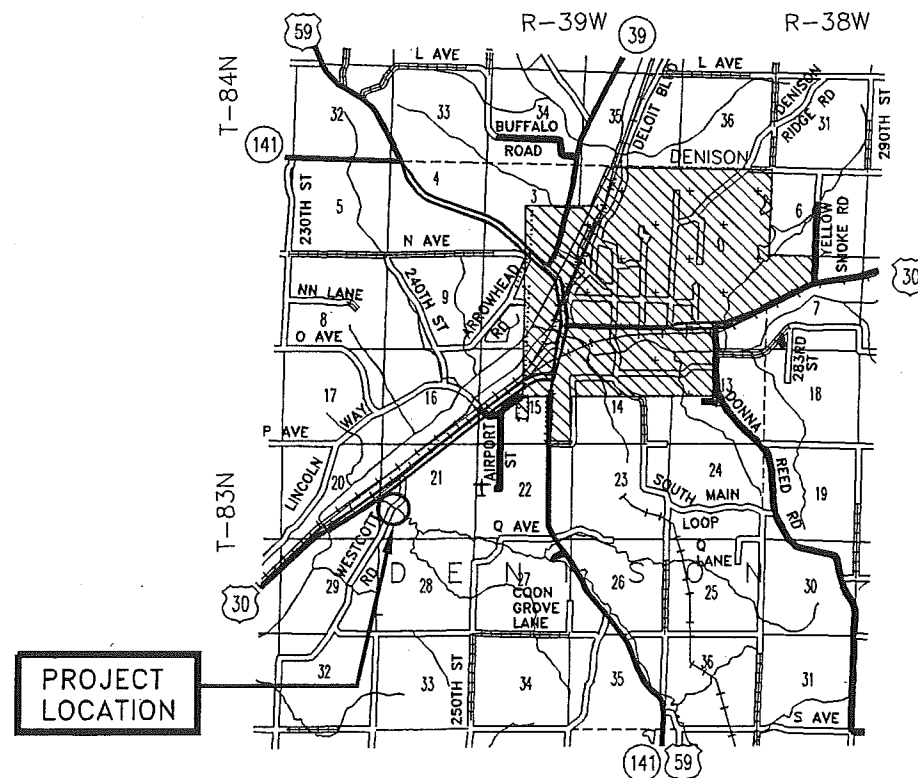 R-39W
R-38W
59
39
L AVE
L AVE
T-84N
32
33
34
35
36
31
DELOIT BLVD
DENISON
RIDGE RD
290TH ST
BUFFALO
ROAD
141
DENISON
4
3
5
6
230TH ST
YELLOW
SMOKE RD
N AVE
30
240TH ST
9
ARROWHEAD
RD
NN LANE
8
7
O AVE
283RD
ST
17
16
15
14
13
18
LINCOLN WAY
AIRPORT
ST
DONNA
REED RD
P AVE
20
21
22
23
24
19
SOUTH MAIN
LOOP
T-83N
WESTCOTT
RD
Q AVE
Q
LANE
DENISON
29
28
27
26
25
30
30
COON
GROVE
LANE
PROJECT
LOCATION
32
33
34
35
36
31
250TH ST
S AVE
141
59